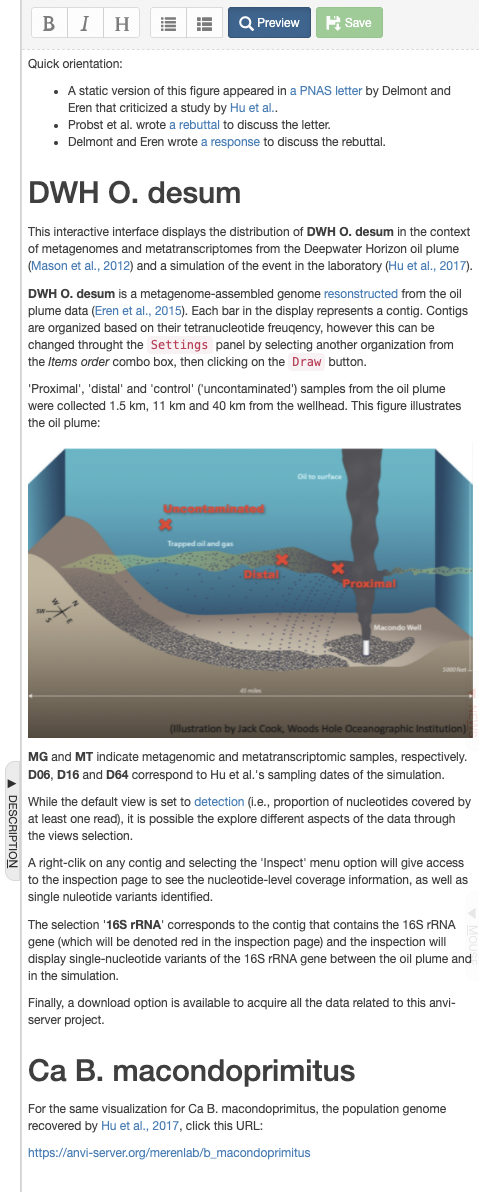 B I H Preview Save
Quick orientation:
A static version of this figure appeared in a PNAS letter by Delmont and
Eren that criticized a study by Hu et al..
Probst et al. wrote a rebuttal to discuss the letter.
Delmont and Eren wrote a response to discuss the rebuttal.
DWH O. desum
This interactive interface displays the distribution of DWH O. desum in the context
of metagenomes and metatranscriptomes from the Deepwater Horizon oil plume
(Mason et al., 2012) and a simulation of the event in the laboratory (Hu et al., 2017).
DWH O. desum is a metagenome-assembled genome reconstructed from the oil
plume data (Eren et al., 2015). Each bar in the display represents a contig. Contigs
are organized based on their tetranucleotide freuqency, however this can be
changed throught the Settings panel by selecting another organization from
the Items order combo box, then clicking on the Draw button.
'Proximal', 'distal' and 'control' ('uncontaminated') samples from the oil plume
were collected 1.5 km, 11 km and 40 km from the wellhead. This figure illustrates
the oil plume:
Oil to surface
Uncontaminated
Trapped oil and gas
Distal
Proximal
N
SW
W
S
E
Macondo Well
5000 feet
40 miles
(Illustration by Jack Cook, Woods Hole Oceanographic Institution)
MG and MT indicate metagenomic and metatranscriptomic samples, respectively.
D06, D16 and D64 correspond to Hu et al.'s sampling dates of the simulation.
DESCRIPTION
While the default view is set to detection (i.e., proportion of nucleotides covered by
at least one read), it is possible the explore different aspects of the data through
the views selection.
A right-clik on any contig and selecting the 'Inspect' menu option will give access
to the inspection page to see the nucleotide-level coverage information, as well as
single nuleotide variants identified.
The selection '16S rRNA' corresponds to the contig that contains the 16S rRNA
gene (which will be denoted red in the inspection page) and the inspection will
display single-nucleotide variants of the 16S rRNA gene between the oil plume and
in the simulation.
Finally, a download option is available to acquire all the data related to this anvi-
server project.
Ca B. macondoprimitus
For the same visualization for Ca B. macondoprimitus, the population genome
recovered by Hu et al., 2017, click this URL:
https://anvi-server.org/merenlab/b_macondoprimitus